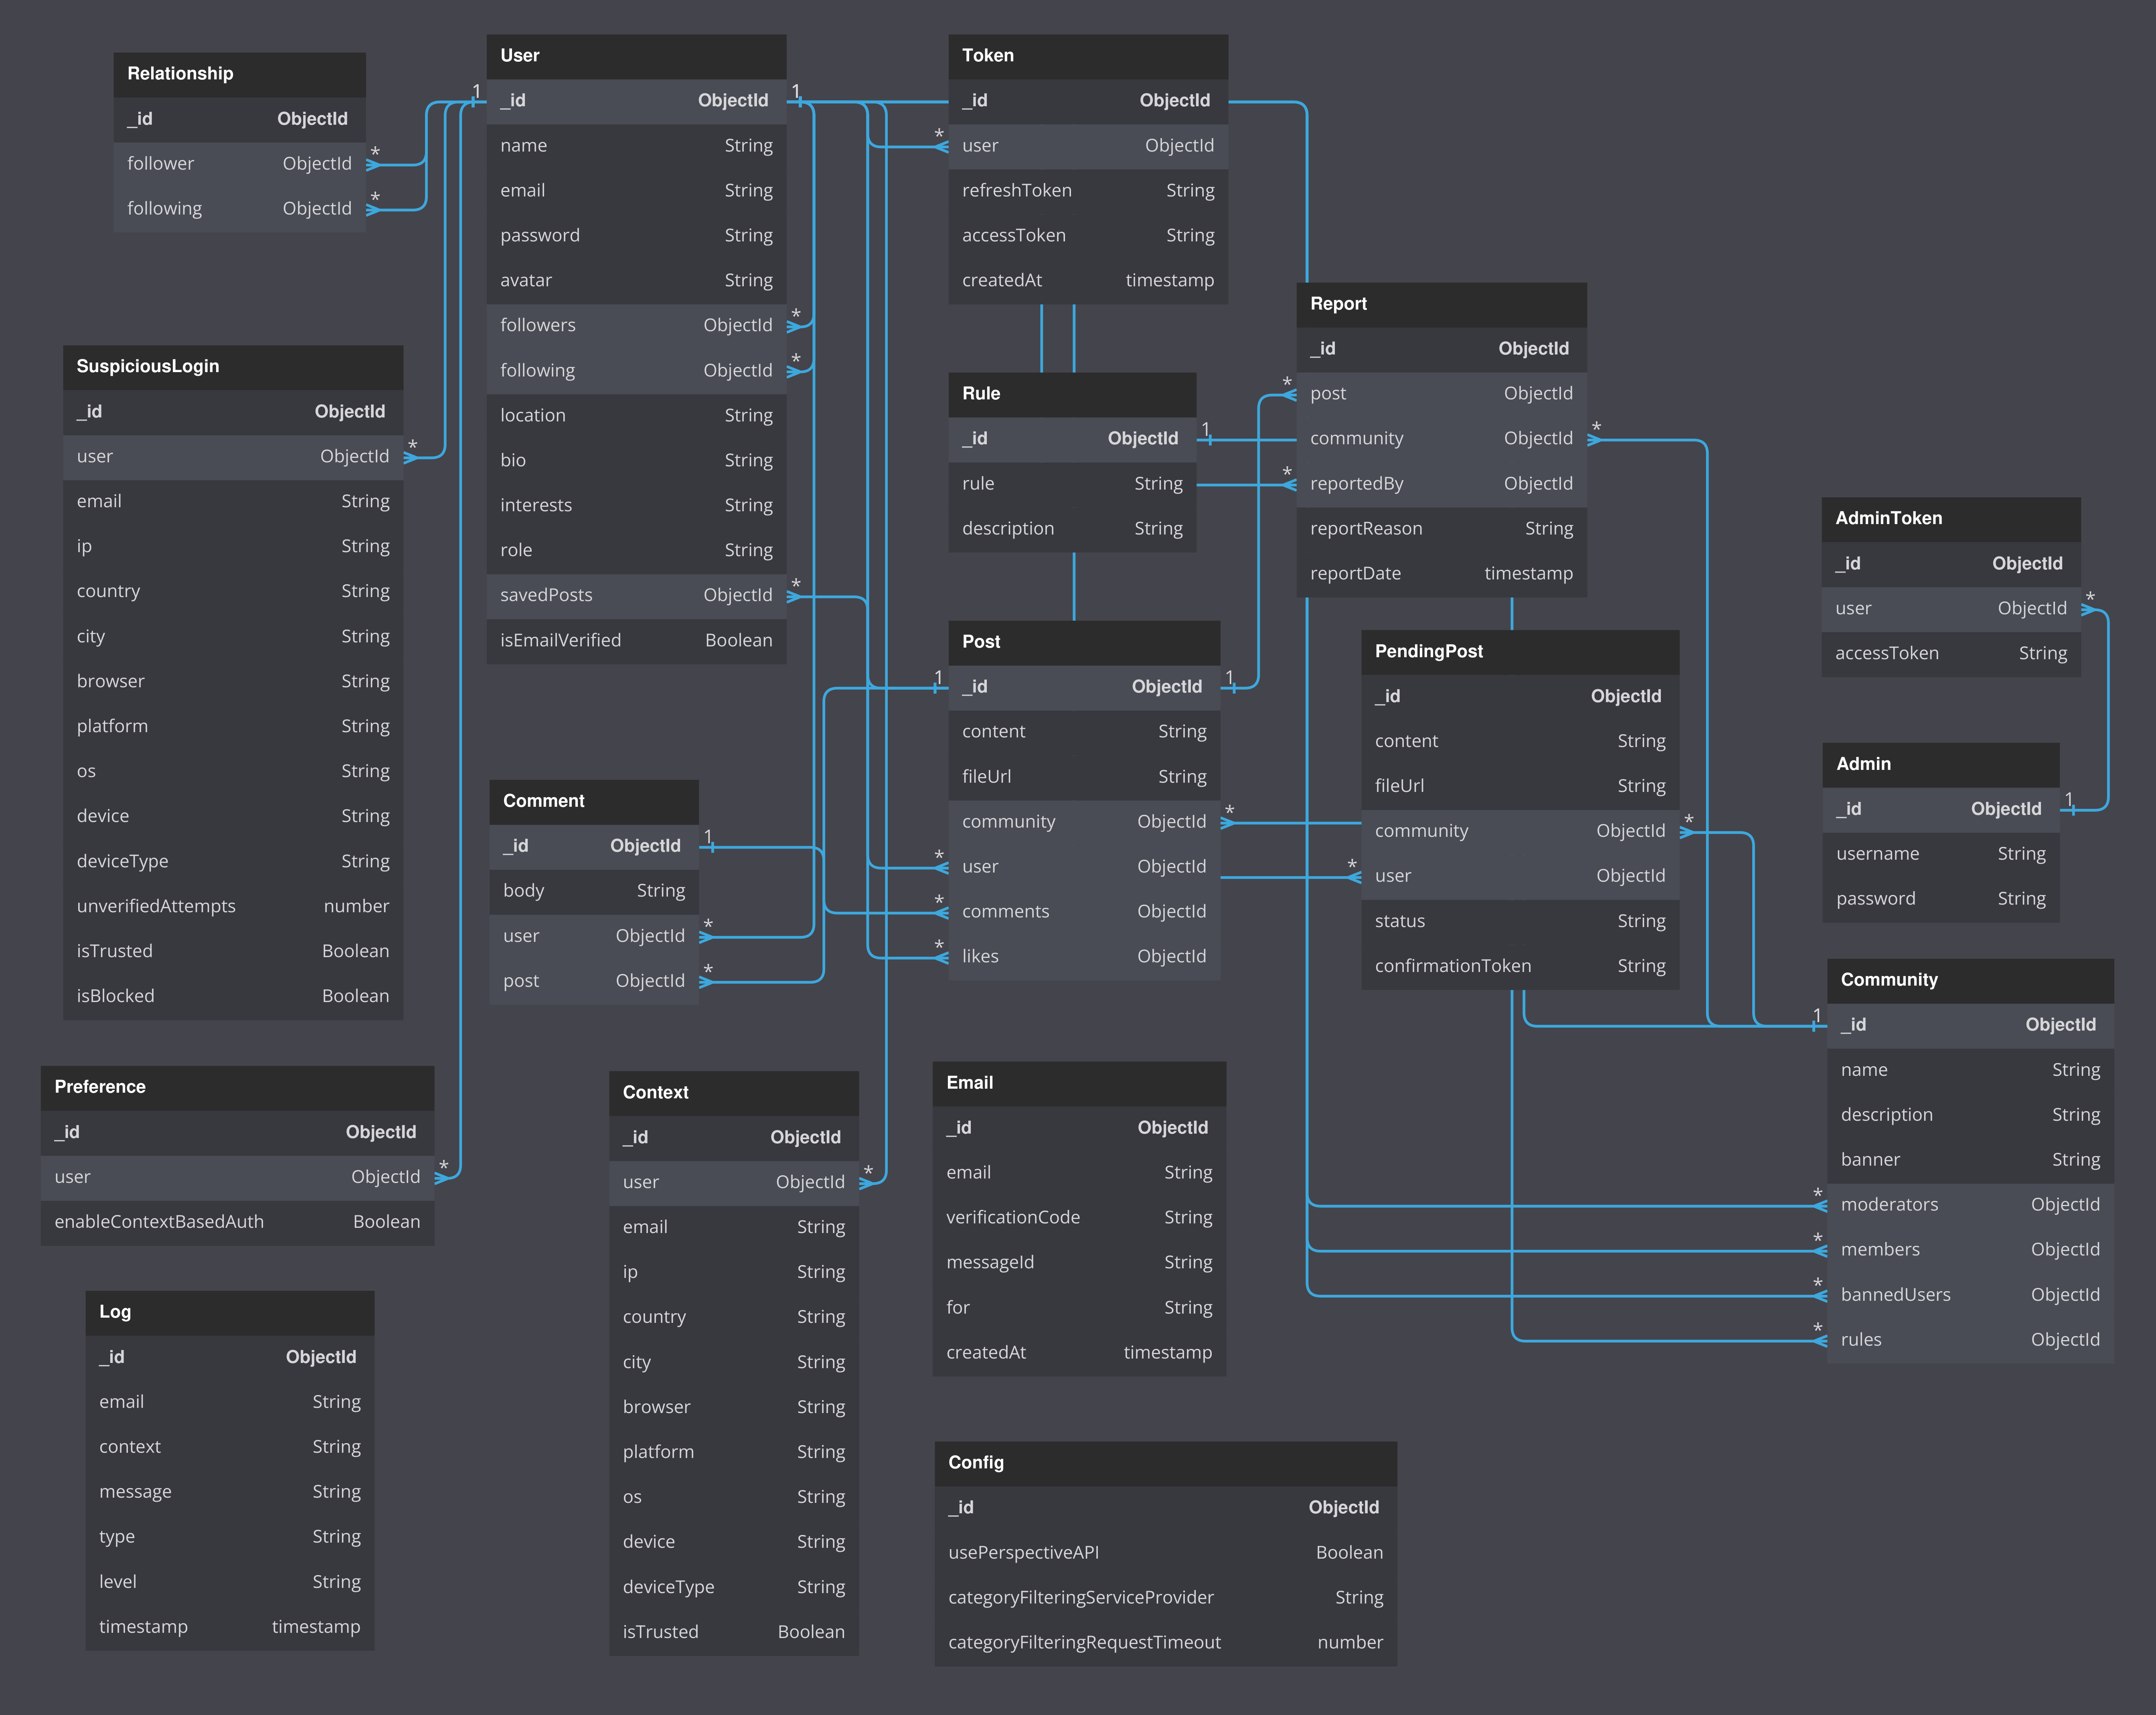 Relationship
_id ObjectId
follower ObjectId
following ObjectId
User
_id ObjectId
name String
email String
password String
avatar String
followers ObjectId
following ObjectId
location String
bio String
interests String
role String
savedPosts ObjectId
isEmailVerified Boolean
Token
_id ObjectId
user ObjectId
refreshToken String
accessToken String
createdAt timestamp
Report
_id ObjectId
post ObjectId
community ObjectId
reportedBy ObjectId
reportReason String
reportDate timestamp
SuspiciousLogin
_id ObjectId
user ObjectId
email String
ip String
country String
city String
browser String
platform String
os String
device String
deviceType String
unverifiedAttempts number
isTrusted Boolean
isBlocked Boolean
Rule
_id ObjectId
rule String
description String
AdminToken
_id ObjectId
user ObjectId
accessToken String
Post
_id ObjectId
content String
fileUrl String
community ObjectId
user ObjectId
comments ObjectId
likes ObjectId
PendingPost
_id ObjectId
content String
fileUrl String
community ObjectId
user ObjectId
status String
confirmationToken String
Admin
_id ObjectId
username String
password String
Comment
_id ObjectId
body String
user ObjectId
post ObjectId
Community
_id ObjectId
name String
description String
banner String
moderators ObjectId
members ObjectId
bannedUsers ObjectId
rules ObjectId
Preference
_id ObjectId
user ObjectId
enableContextBasedAuth Boolean
Context
_id ObjectId
user ObjectId
email String
ip String
country String
city String
browser String
platform String
os String
device String
deviceType String
isTrusted Boolean
Email
_id ObjectId
email String
verificationCode String
messageId String
for String
createdAt timestamp
Log
_id ObjectId
email String
context String
message String
type String
level String
timestamp timestamp
Config
_id ObjectId
usePerspectiveAPI Boolean
categoryFilteringServiceProvider String
categoryFilteringRequestTimeout number